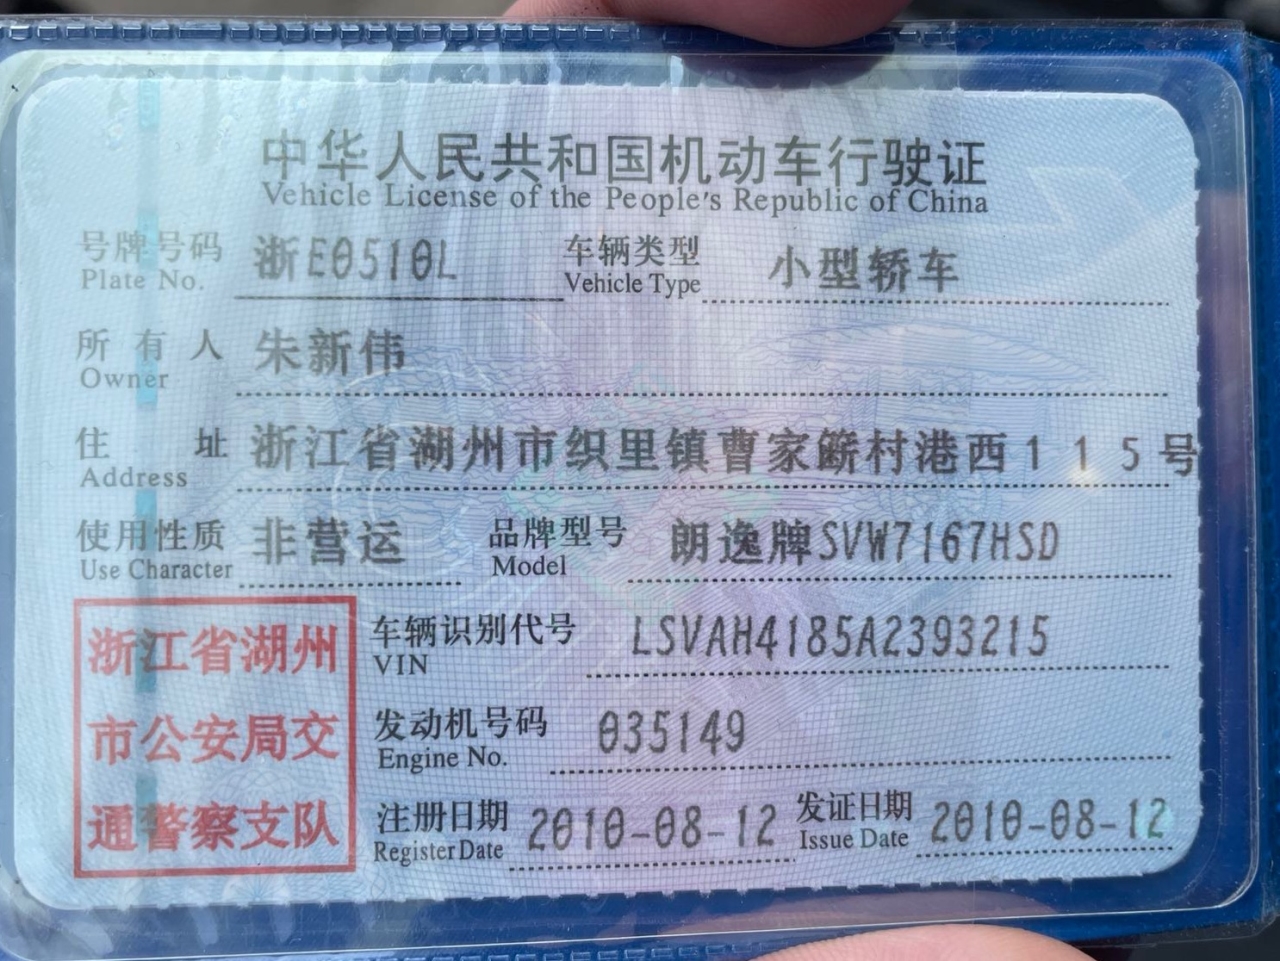 中华人民共和国机动车行驶证
Vehicle License of the People's Republic of China
号牌号码 浙E0510L 车辆类型 小型轿车
Plate No. Vehicle Type
所有人 朱新伟
Owner
住址 浙江省湖州市织里镇曹家簖村港西115号
Address
使用性质 非营运 品牌型号 朗逸牌SVW7167HSD
Use Character Model
浙江省湖州
市公安局交
通警察支队
车辆识别代号 LSVAH4185A2393215
VIN
发动机号码 035149
Engine No.
注册日期 2010-08-12 发证日期 2010-08-12
Register Date Issue Date